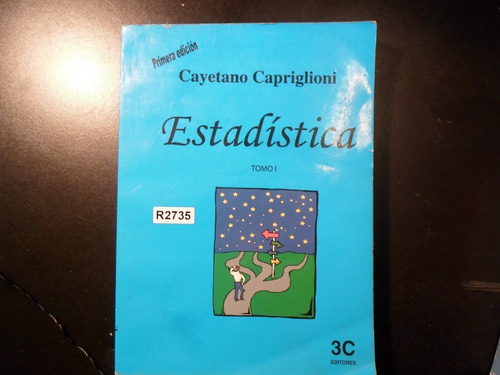 Primera edición
Cayetano Capriglioni
Estadística
TOMO I
R2735
3C
EDITORES